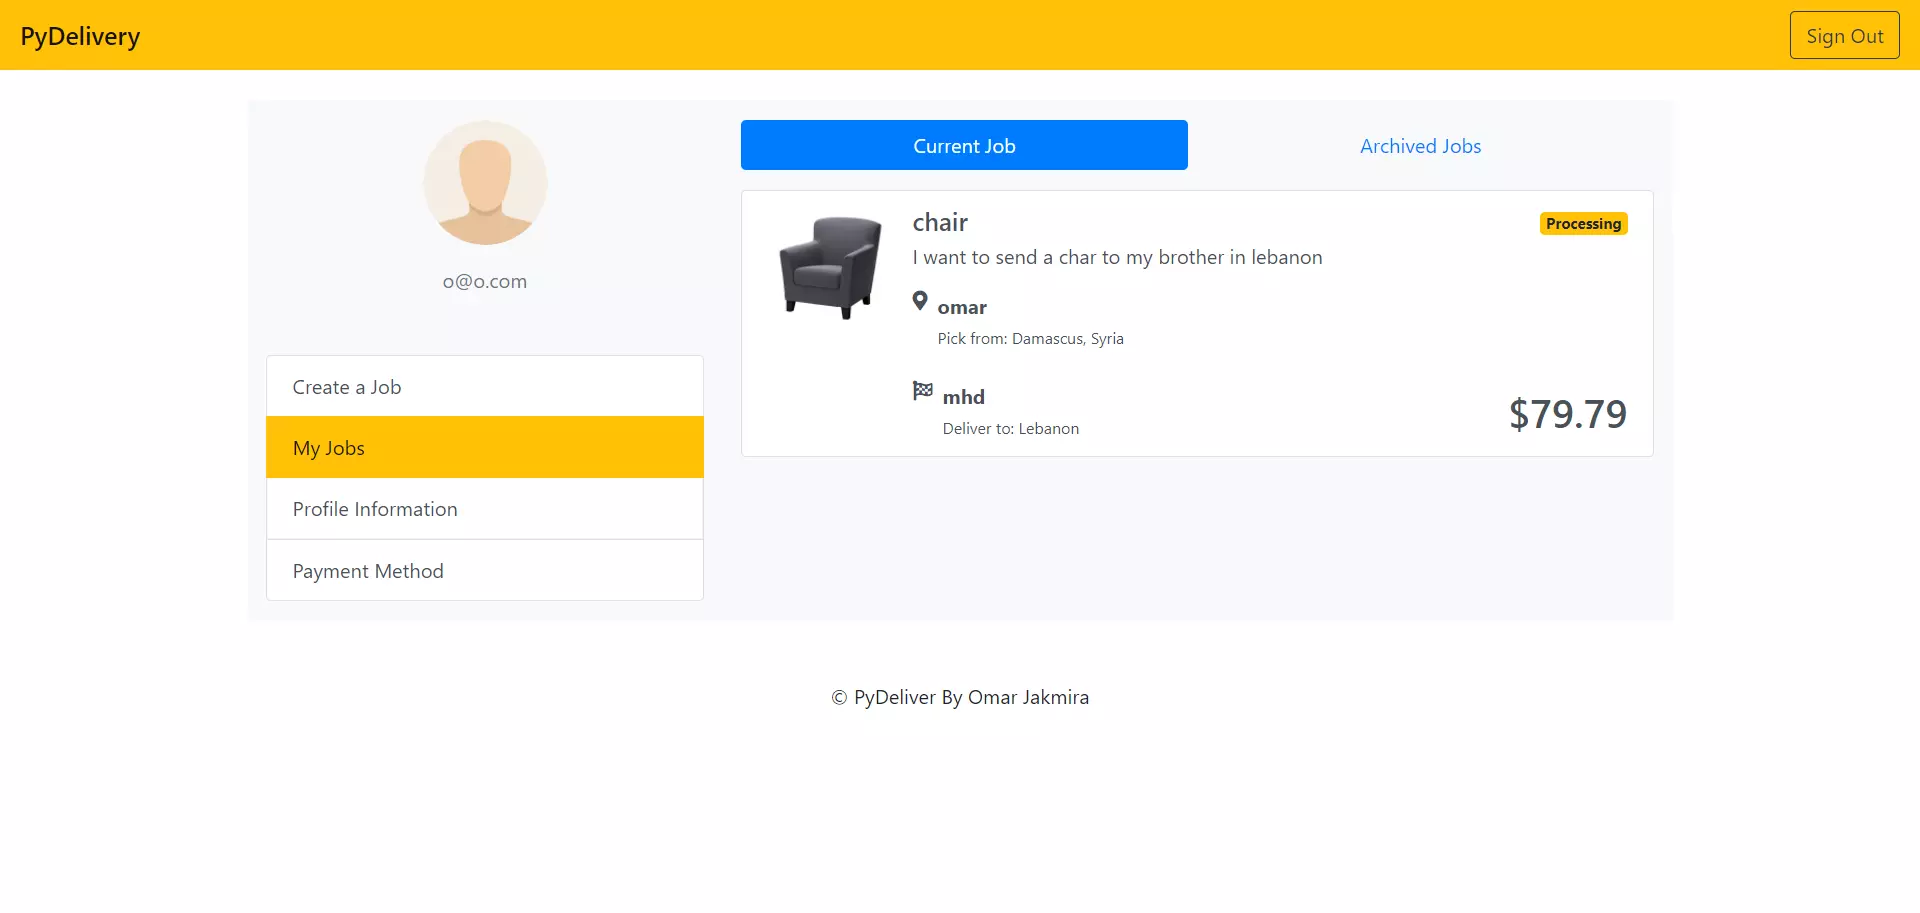 PyDelivery
Sign Out
o@o.com
Create a Job
My Jobs
Profile Information
Payment Method
Current Job
Archived Jobs
chair
Processing
I want to send a char to my brother in lebanon
omar
Pick from: Damascus, Syria
mhd
Deliver to: Lebanon
$79.79
© PyDeliver By Omar Jakmira